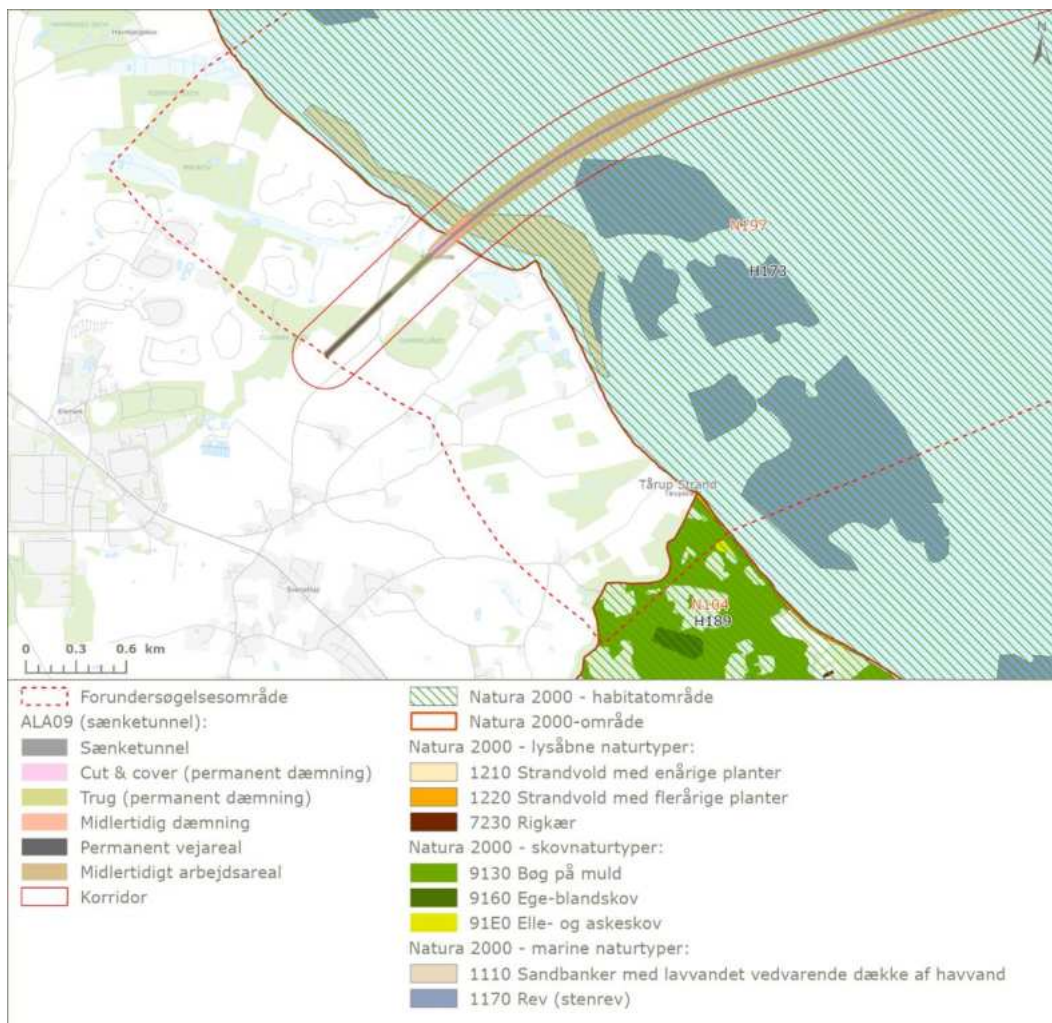 N
N197
H173
Tårup Strand
N104
H189
0 0.3 0.6 km
Forundersøgelsesområde
ALA09 (sænketunnel):
Sænketunnel
Cut & cover (permanent dæmning)
Trug (permanent dæmning)
Midlertidig dæmning
Permanent vejareal
Midlertidigt arbejdsareal
Korridor
Natura 2000 - habitatområde
Natura 2000-område
Natura 2000 - lysåbne naturtyper:
1210 Strandvold med enårige planter
1220 Strandvold med flerårige planter
7230 Rigkær
Natura 2000 - skovnaturtyper:
9130 Bøg på muld
9160 Ege-blandskov
91E0 Elle- og askeskov
Natura 2000 - marine naturtyper:
1110 Sandbanker med lavvandet vedvarende dække af havvand
1170 Rev (stenrev)